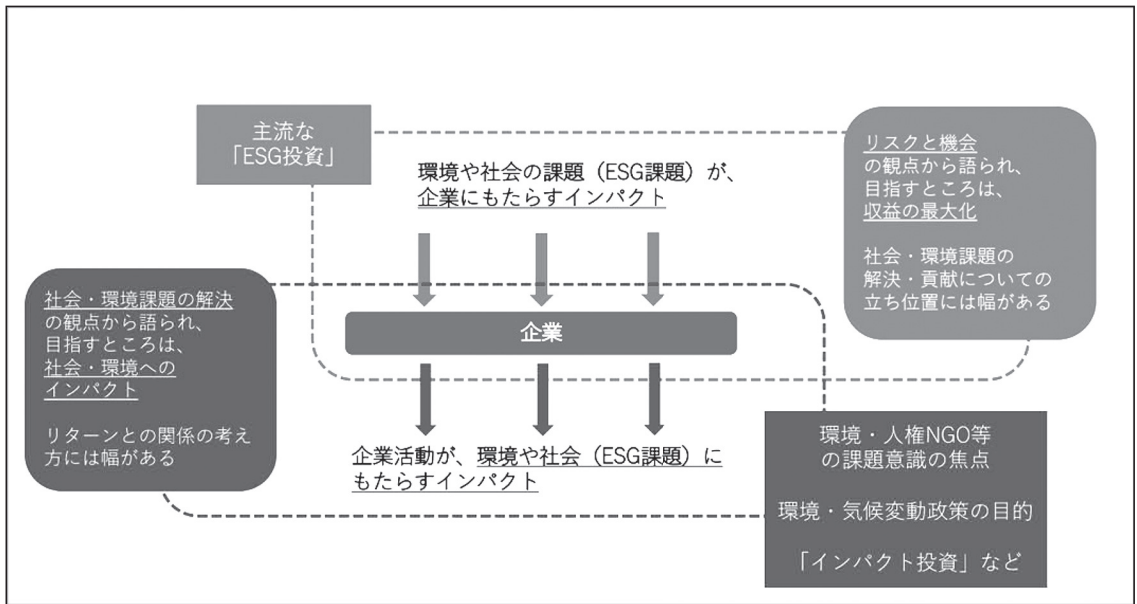 主流な
「ESG投資」
環境や社会の課題（ESG課題）が、
企業にもたらすインパクト
リスクと機会
の観点から語られ、
目指すところは、
収益の最大化
社会・環境課題の
解決・貢献についての
立ち位置には幅がある
社会・環境課題の解決
の観点から語られ、
目指すところは、
社会・環境への
インパクト
リターンとの関係の考え
方には幅がある
企業
企業活動が、環境や社会（ESG課題）に
もたらすインパクト
環境・人権NGO等
の課題意識の焦点
環境・気候変動政策の目的
「インパクト投資」など